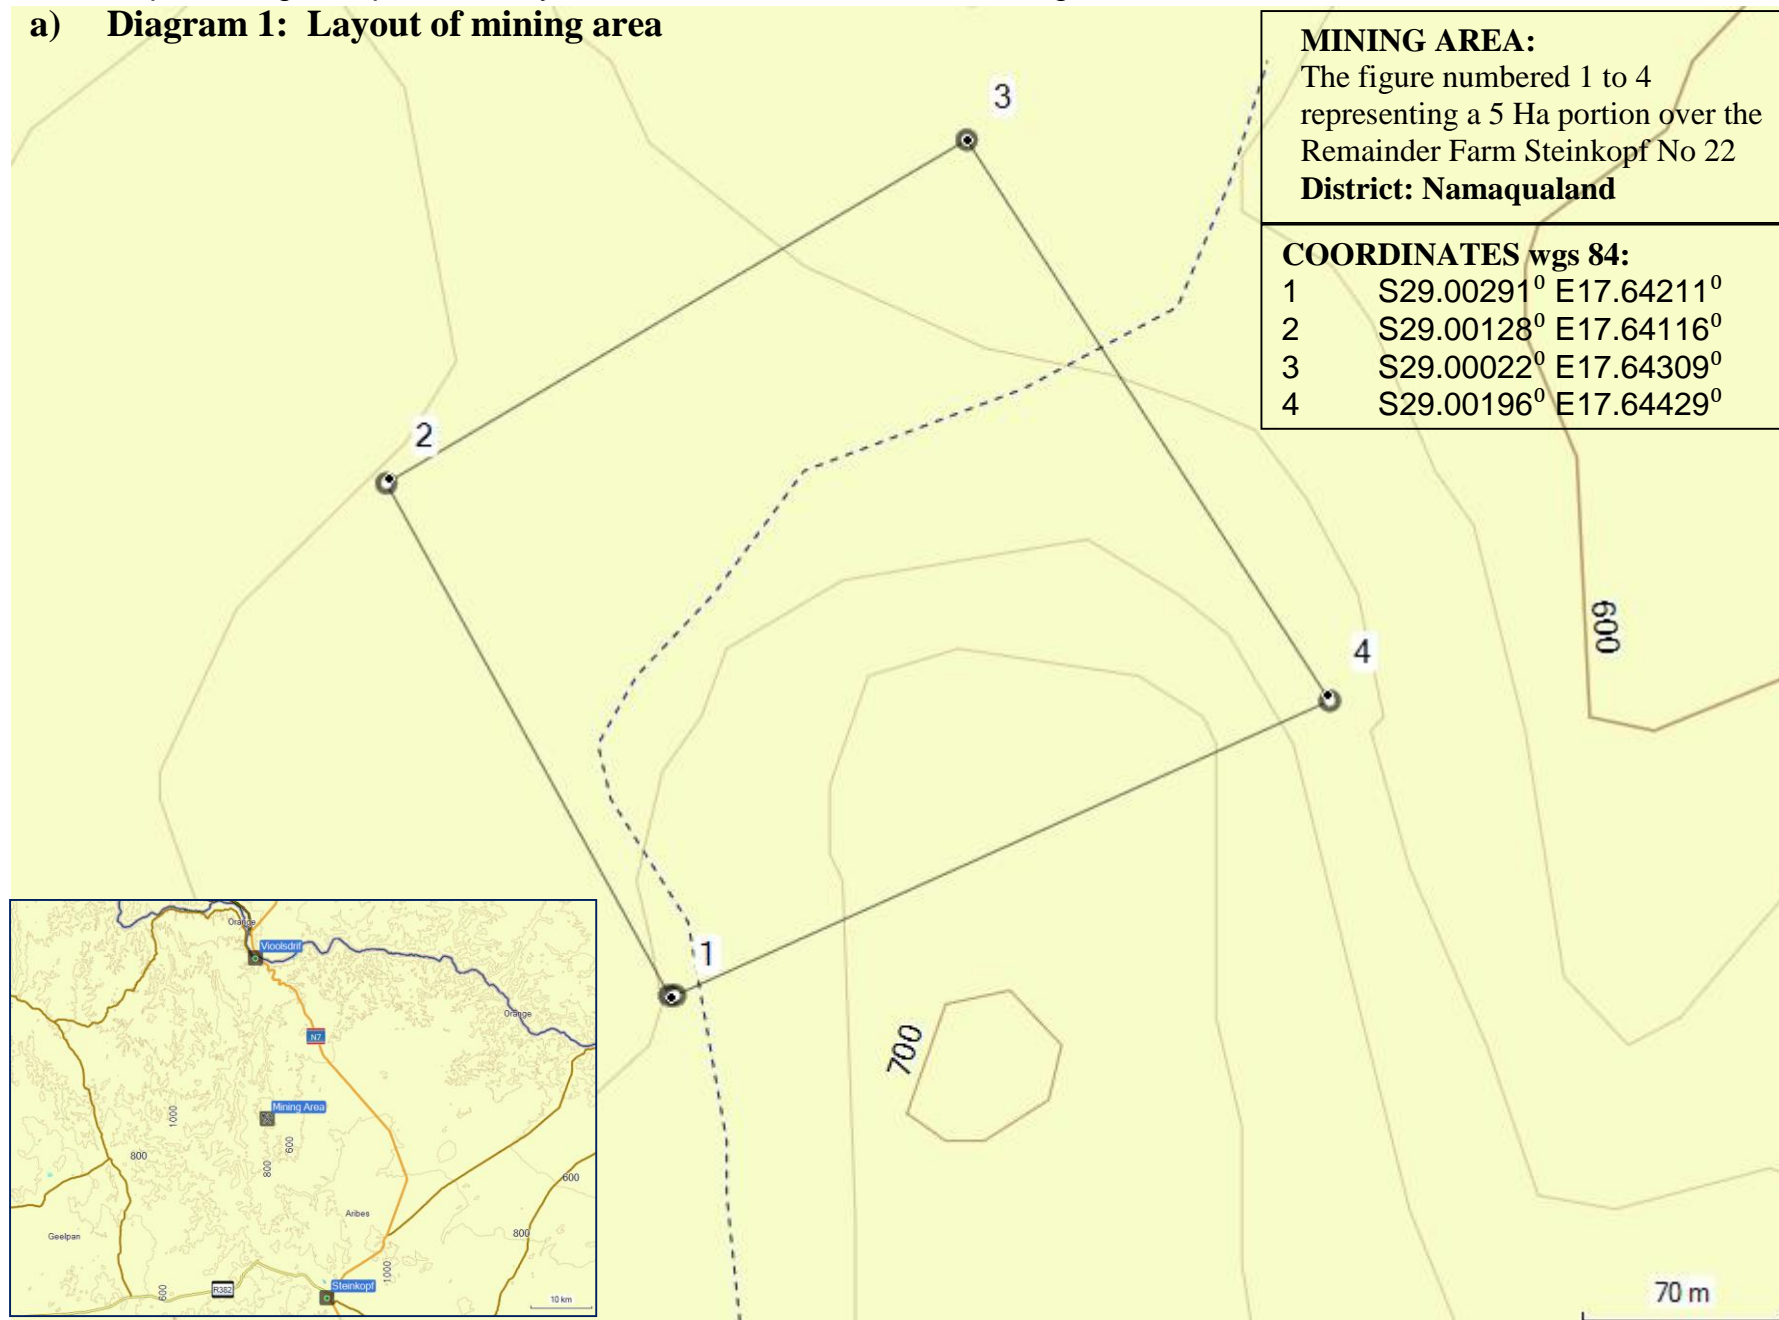 a) Diagram 1: Layout of mining area
MINING AREA:
The figure numbered 1 to 4
representing a 5 Ha portion over the
Remainder Farm Steinkopf No 22
District: Namaqualand
COORDINATES wgs 84:
1 S29.00291⁰ E17.64211⁰
2 S29.00128⁰ E17.64116⁰
3 S29.00022⁰ E17.64309⁰
4 S29.00196⁰ E17.64429⁰
3
2
4
1
600
700
70 m
Orange
Vioolsdrif
Orange
N7
Mining Area
1000
600
800
800
600
Aribes
Geelpan
800
1000
Steinkopf
R382
600
10 km